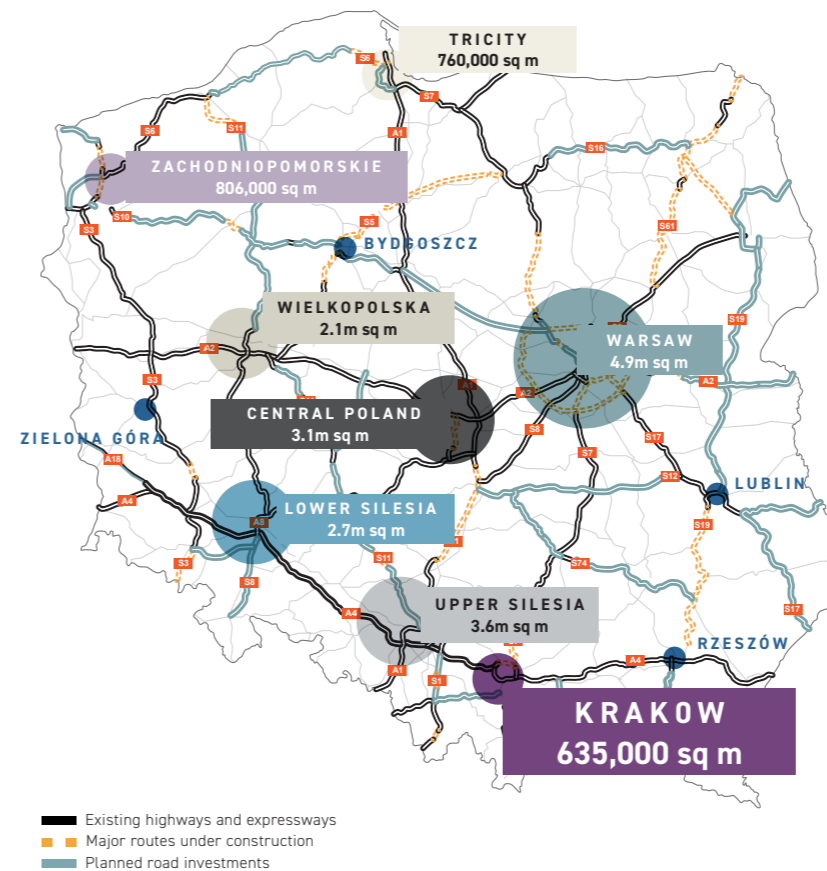 TRICITY
760,000 sq m
S6
S7
S6
S11
A1
S16
ZACHODNIOPOMORSKIE
806,000 sq m
S10
S3
S5
S61
BYDGOSZCZ
WIELKOPOLSKA
2.1m sq m
S19
WARSAW
4.9m sq m
A2
S3
A1
A2
A2
CENTRAL POLAND
3.1m sq m
S8
S17
S7
ZIELONA GÓRA
A18
A4
S12
LUBLIN
LOWER SILESIA
2.7m sq m
A8
S19
S3
S8
S11
S74
A4
UPPER SILESIA
3.6m sq m
S17
RZESZÓW
A4
A1
S1
KRAKOW
635,000 sq m
Existing highways and expressways
Major routes under construction
Planned road investments